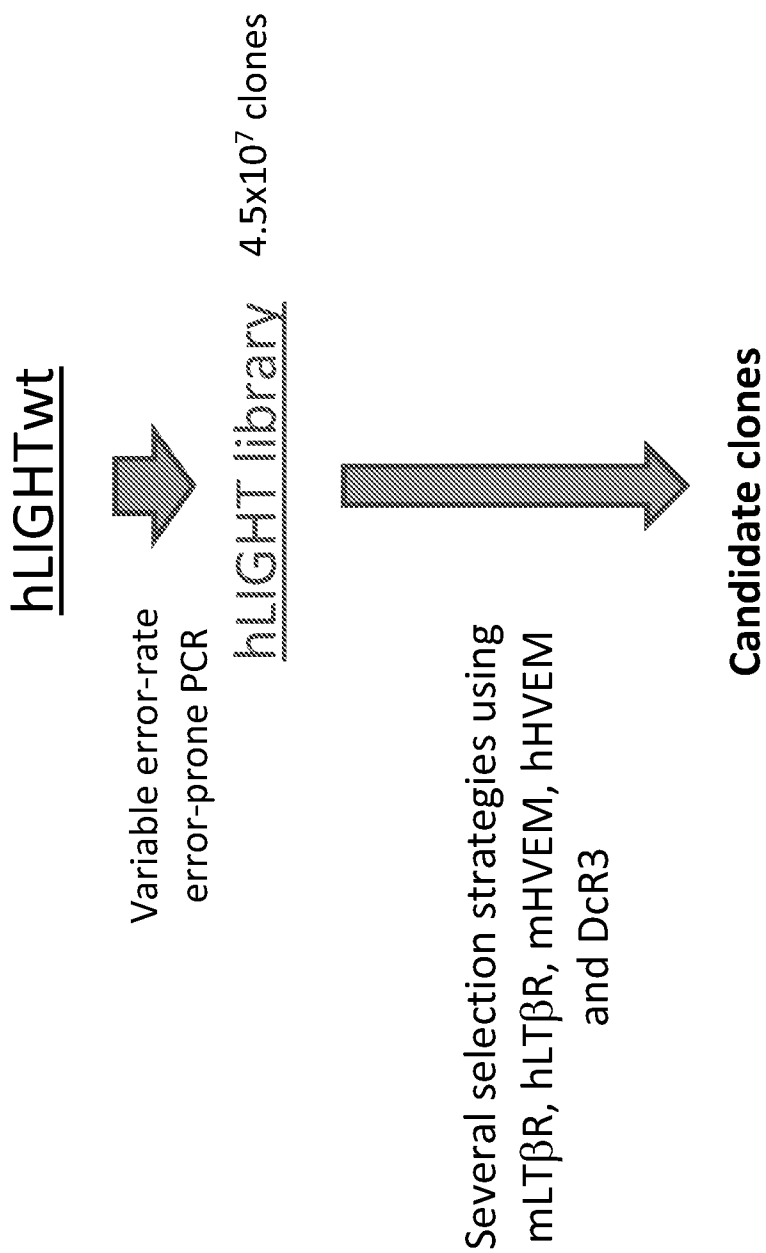 hLIGHTwt
Variable error-rate
error-prone PCR
hLIGHT library
4.5x10⁷ clones
Several selection strategies using
mLTβR, hLTβR, mHVEM, hHVEM
and DcR3
Candidate clones